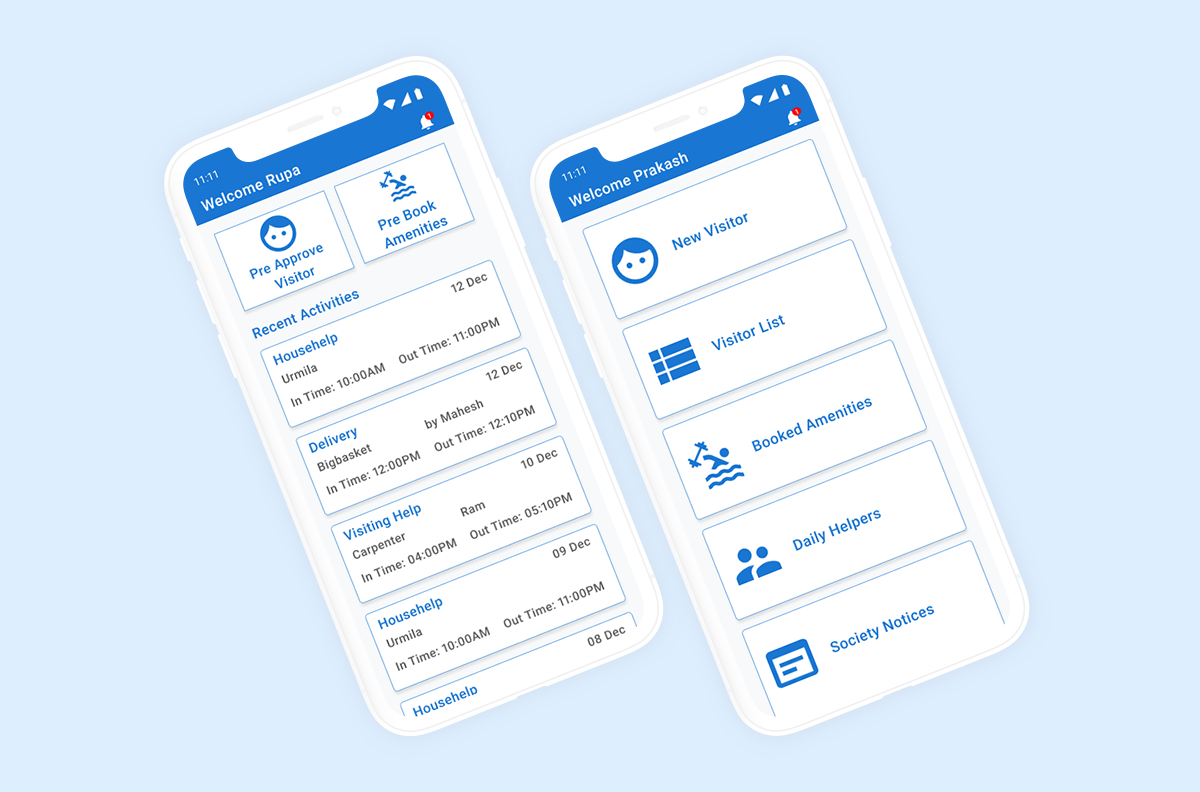 11:11
Welcome Rupa
1
Pre Approve
Visitor
Pre Book
Amenities
Recent Activities
12 Dec
Househelp
Urmila
In Time: 10:00AM Out Time: 11:00PM
12 Dec
Delivery
Bigbasket by Mahesh
In Time: 12:00PM Out Time: 12:10PM
10 Dec
Visiting Help
Carpenter Ram
In Time: 04:00PM Out Time: 05:10PM
09 Dec
Househelp
Urmila
In Time: 10:00AM Out Time: 11:00PM
08 Dec
Househelp
11:11
Welcome Prakash
1
New Visitor
Visitor List
Booked Amenities
Daily Helpers
Society Notices